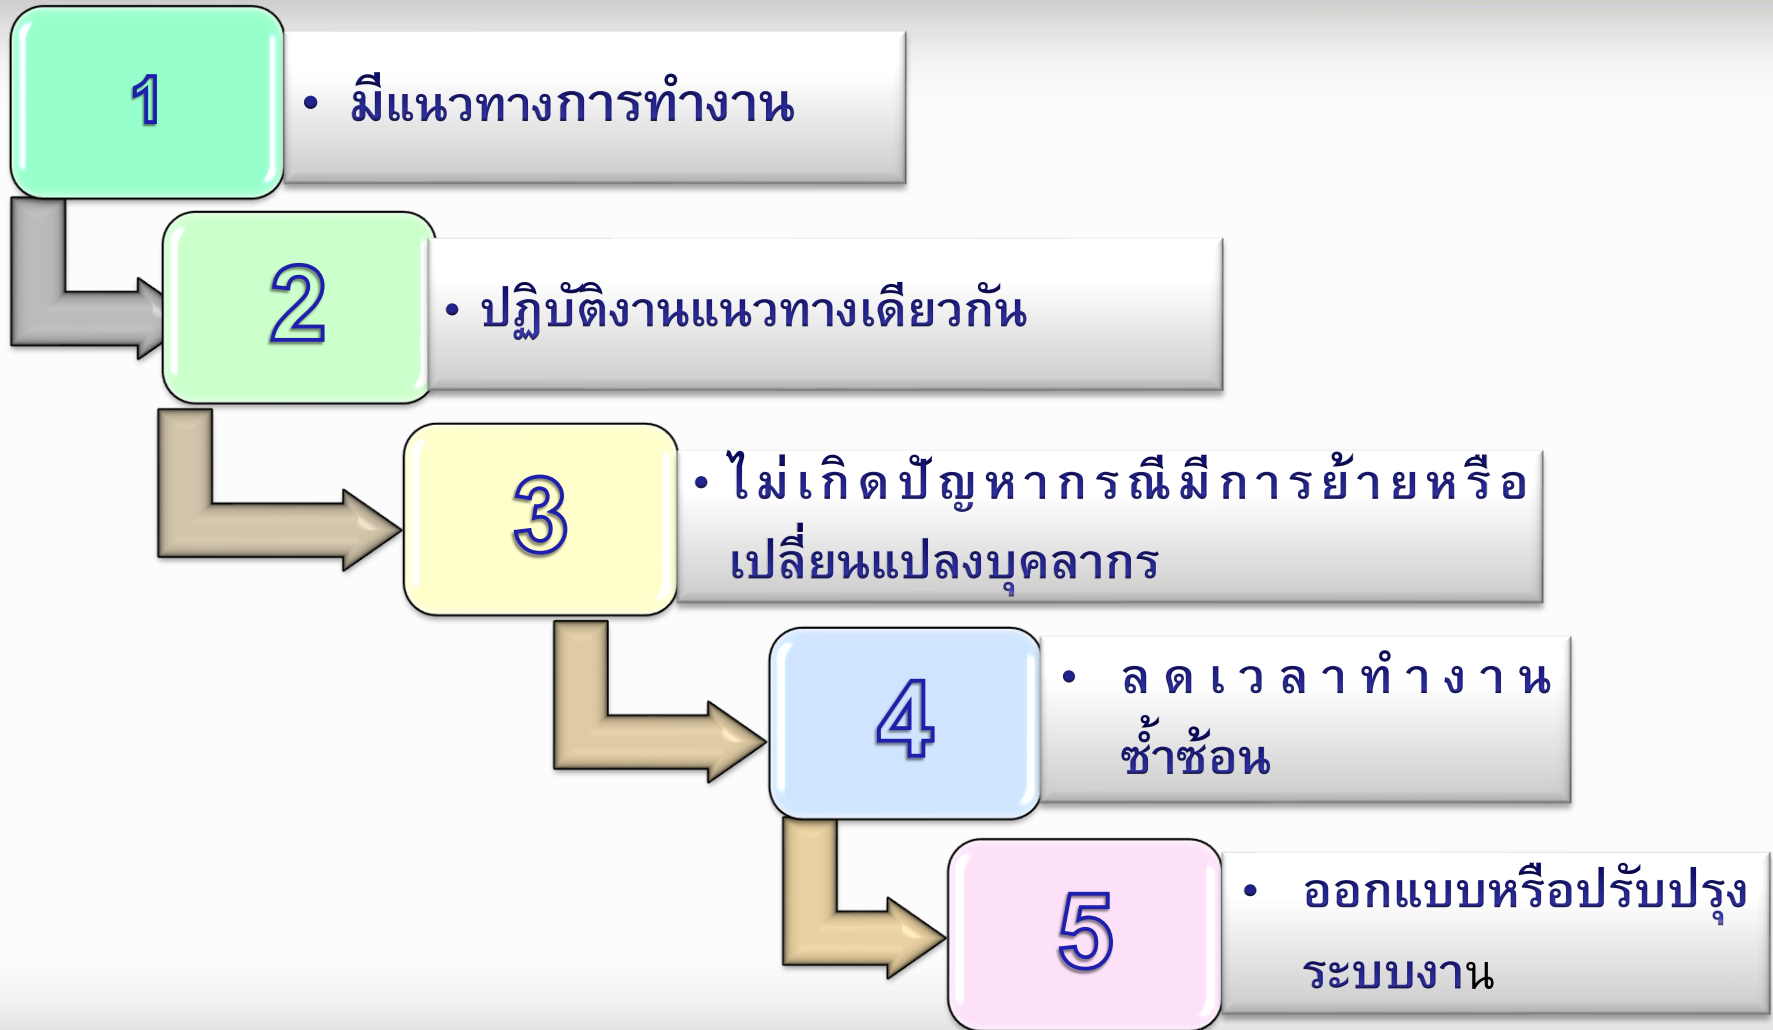 1
• มีแนวทางการทำงาน
2
• ปฏิบัติงานแนวทางเดียวกัน
3
• ไม่เกิดปัญหากรณีมีการย้ายหรือ
เปลี่ยนแปลงบุคลากร
4
• ลดเวลาทำงาน
ซ้ำซ้อน
5
• ออกแบบหรือปรับปรุง
ระบบงาน